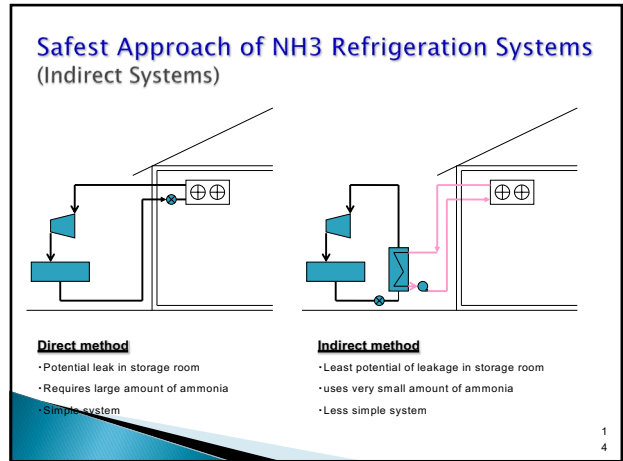 Safest Approach of NH3 Refrigeration Systems
(Indirect Systems)
Direct method
・Potential leak in storage room
・Requires large amount of ammonia
・Simple system
Indirect method
・Least potential of leakage in storage room
・uses very small amount of ammonia
・Less simple system
1
4